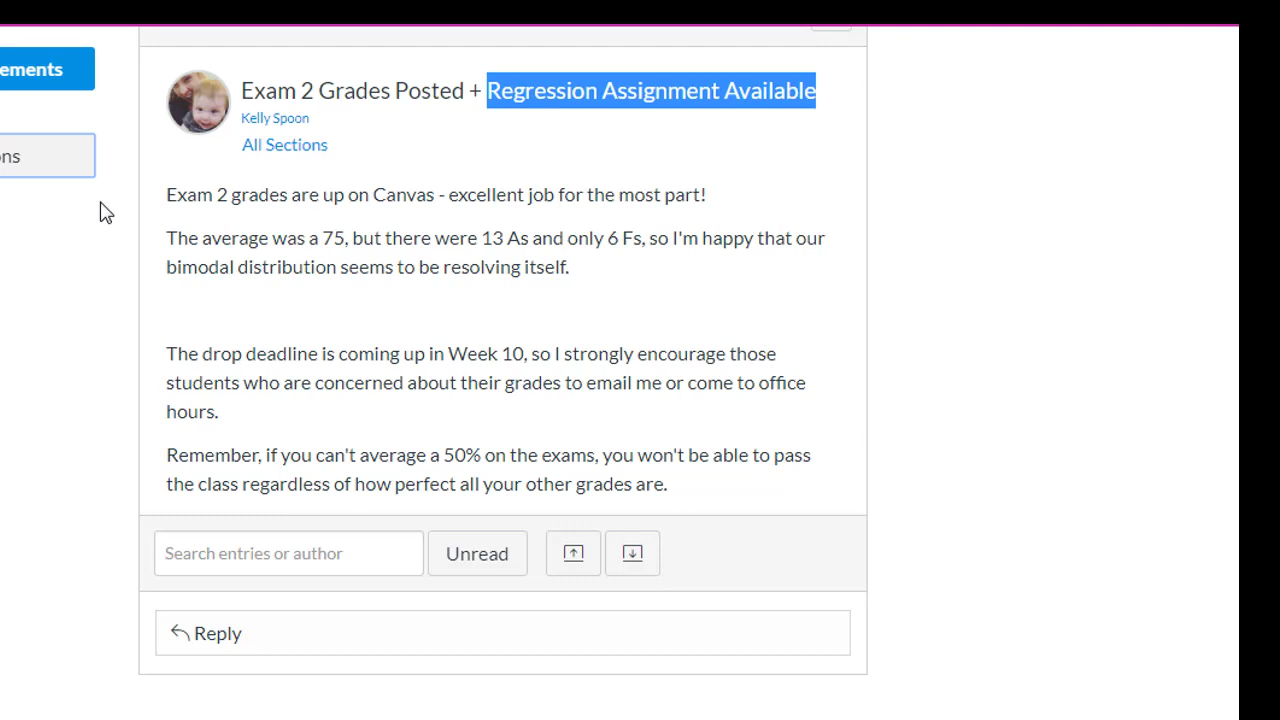 ements
Exam 2 Grades Posted + Regression Assignment Available
Kelly Spoon
All Sections
ons
Exam 2 grades are up on Canvas - excellent job for the most part!
The average was a 75, but there were 13 As and only 6 Fs, so I'm happy that our
bimodal distribution seems to be resolving itself.
The drop deadline is coming up in Week 10, so I strongly encourage those
students who are concerned about their grades to email me or come to office
hours.
Remember, if you can't average a 50% on the exams, you won't be able to pass
the class regardless of how perfect all your other grades are.
Search entries or author
Unread
Reply